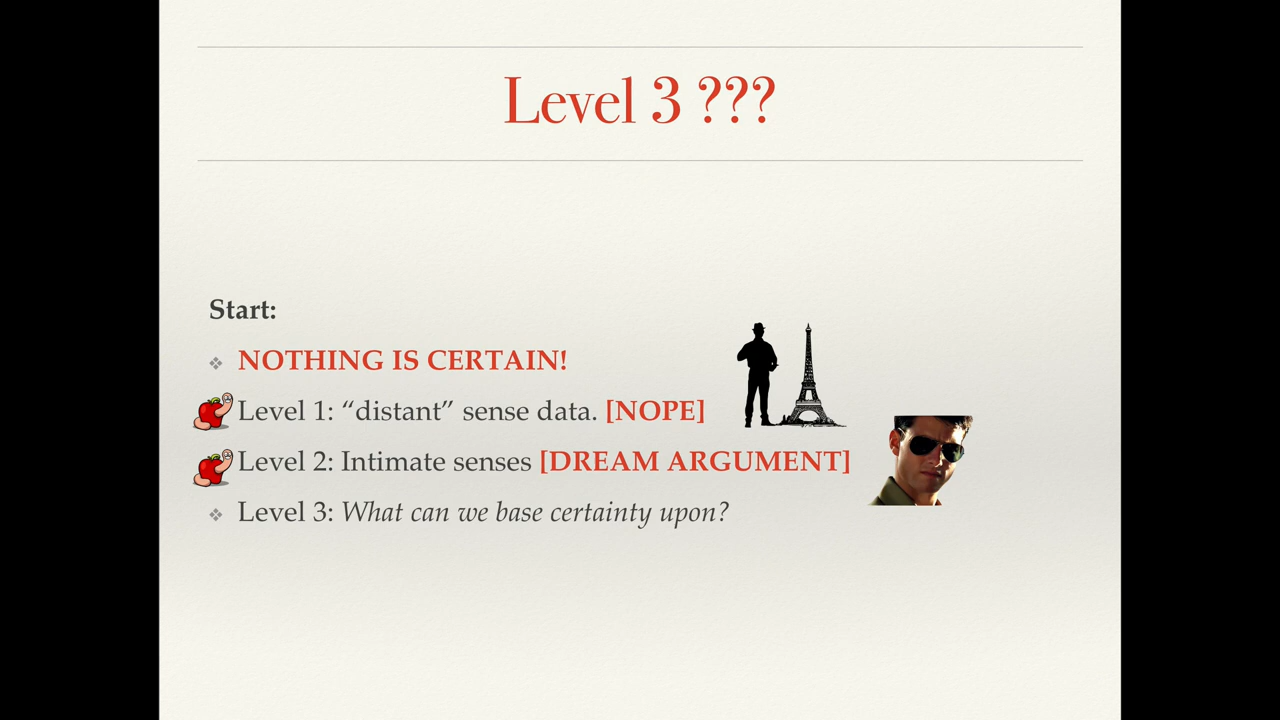 Level 3 ???
Start:
NOTHING IS CERTAIN!
Level 1: “distant” sense data. [NOPE]
Level 2: Intimate senses [DREAM ARGUMENT]
Level 3: What can we base certainty upon?